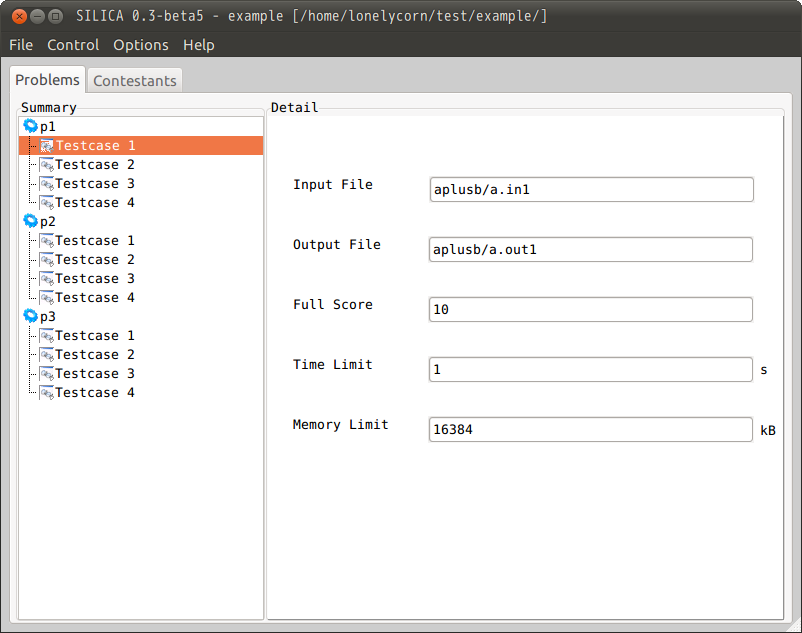 SILICA 0.3-beta5 - example [/home/lonelycorn/test/example/]
File Control Options Help
Problems Contestants
Summary
p1
Testcase 1
Testcase 2
Testcase 3
Testcase 4
p2
Testcase 1
Testcase 2
Testcase 3
Testcase 4
p3
Testcase 1
Testcase 2
Testcase 3
Testcase 4
Detail
Input File aplusb/a.in1
Output File aplusb/a.out1
Full Score 10
Time Limit 1 s
Memory Limit 16384 kB